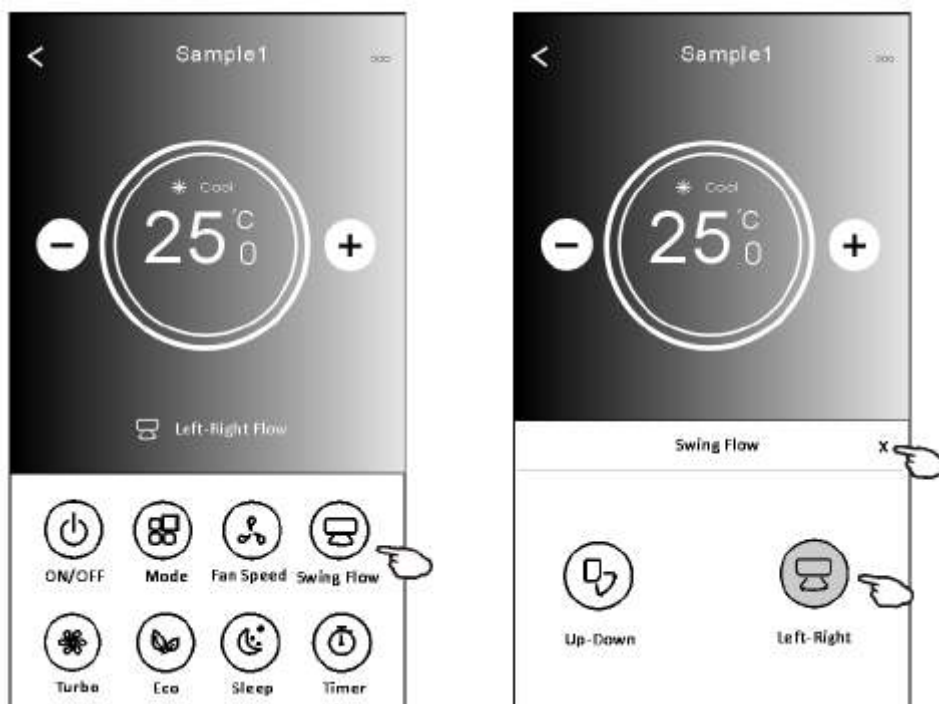 Sample1
Cool
25 °C
0
Left-Right Flow
ON/OFF Mode Fan Speed Swing Flow
Turbo Eco Sleep Timer
Sample1
Cool
25 °C
0
Swing Flow X
Up-Down Left-Right